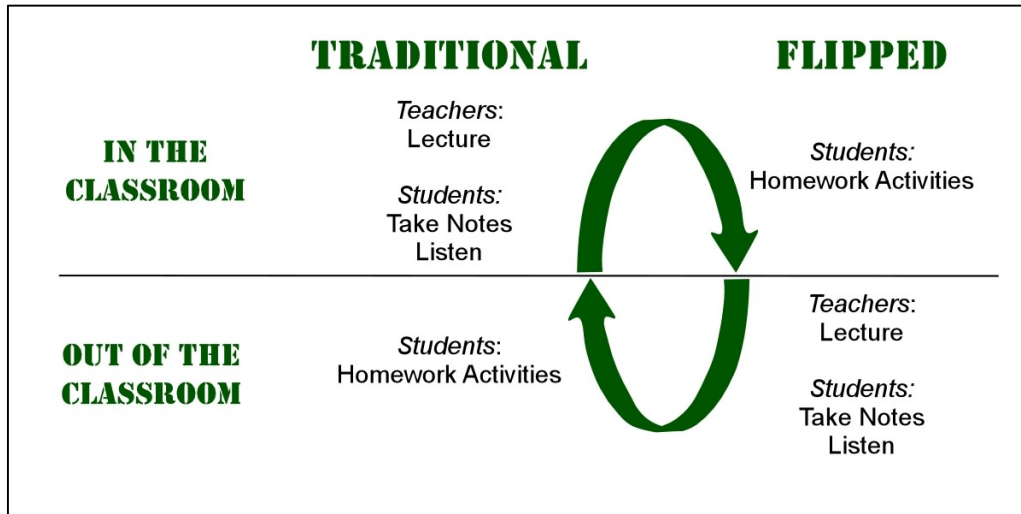 TRADITIONAL
FLIPPED
IN THE
CLASSROOM
Teachers:
Lecture
Students:
Take Notes
Listen
Students:
Homework Activities
OUT OF THE
CLASSROOM
Students:
Homework Activities
Teachers:
Lecture
Students:
Take Notes
Listen